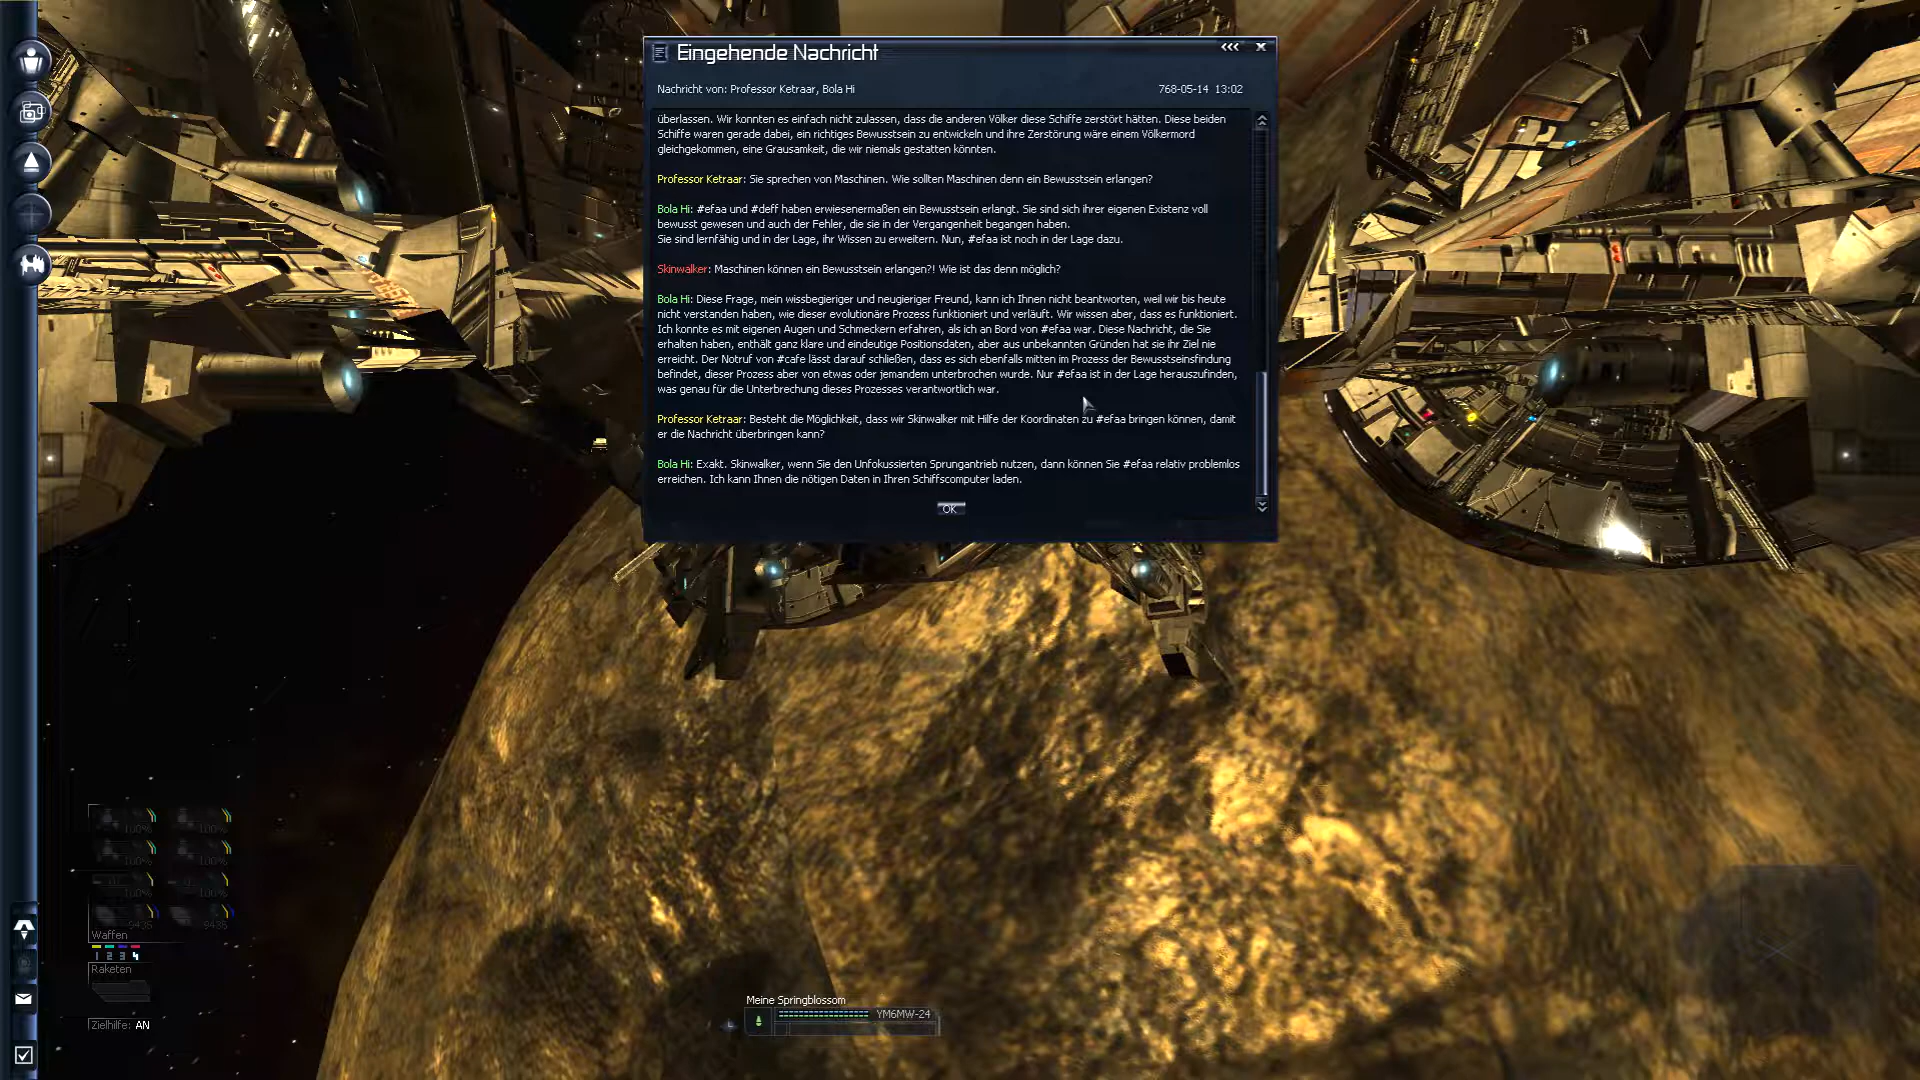 Eingehende Nachricht
Nachricht von: Professor Ketraar, Bola Hi
768-05-14 13:02
überlassen. Wir konnten es einfach nicht zulassen, dass die anderen Völker diese Schiffe zerstört hätten. Diese beiden
Schiffe waren gerade dabei, ein richtiges Bewusstsein zu entwickeln und ihre Zerstörung wäre einem Völkermord
gleichgekommen, eine Grausamkeit, die wir niemals gestatten könnten.
Professor Ketraar: Sie sprechen von Maschinen. Wie sollten Maschinen denn ein Bewusstsein erlangen?
Bola Hi: #efaa und #deff haben erwiesenermaßen ein Bewusstsein erlangt. Sie sind sich ihrer eigenen Existenz voll
bewusst gewesen und auch der Fehler, die sie in der Vergangenheit begangen haben.
Sie sind lernfähig und in der Lage, ihr Wissen zu erweitern. Nun, #efaa ist noch in der Lage dazu.
Skinwalker: Maschinen können ein Bewusstsein erlangen?! Wie ist das denn möglich?
Bola Hi: Diese Frage, mein wissbegieriger und neugieriger Freund, kann ich Ihnen nicht beantworten, weil wir bis heute
nicht verstanden haben, wie dieser evolutionäre Prozess funktioniert und verläuft. Wir wissen aber, dass es funktioniert.
Ich konnte es mit eigenen Augen und Schmeckern erfahren, als ich an Bord von #efaa war. Diese Nachricht, die Sie
erhalten haben, enthält ganz klare und eindeutige Positionsdaten, aber aus unbekannten Gründen hat sie ihr Ziel nie
erreicht. Der Notruf von #cafe lässt darauf schließen, dass es sich ebenfalls mitten im Prozess der Bewusstseinsfindung
befindet, dieser Prozess aber von etwas oder jemandem unterbrochen wurde. Nur #efaa ist in der Lage herauszufinden,
was genau für die Unterbrechung dieses Prozesses verantwortlich war.
Professor Ketraar: Besteht die Möglichkeit, dass wir Skinwalker mit Hilfe der Koordinaten zu #efaa bringen können, damit
er die Nachricht überbringen kann?
Bola Hi: Exakt. Skinwalker, wenn Sie den Unfokussierten Sprungantrieb nutzen, dann können Sie #efaa relativ problemlos
erreichen. Ich kann Ihnen die nötigen Daten in Ihren Schiffscomputer laden.
OK
100% 100%
100% 100%
100% 100%
9435 9435
Waffen
1 2 3 4
Raketen
Zielhilfe: AN
Meine Springblossom
YM6MW-24